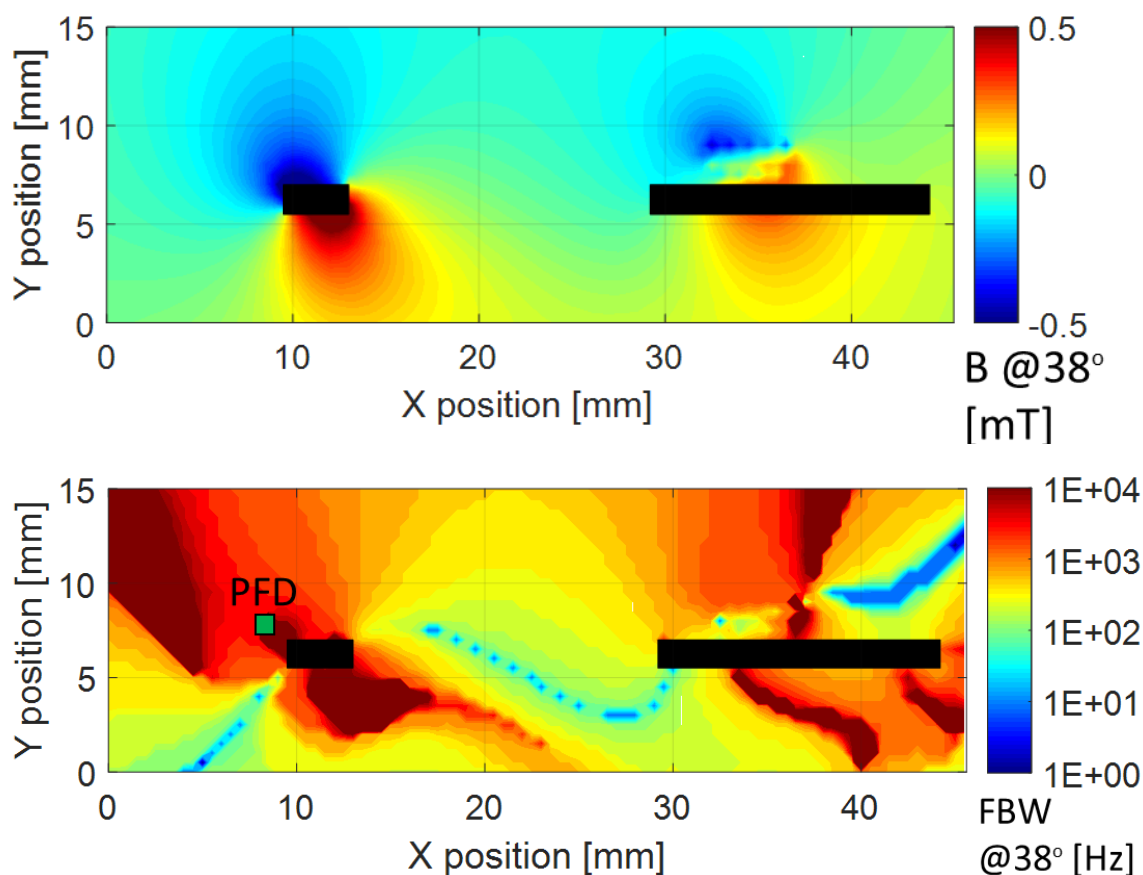 15
10
5
0
Y position [mm]
0 10 20 30 40
X position [mm]
0.5
0
-0.5
B @38°
[mT]
15
10
5
0
Y position [mm]
PFD
0 10 20 30 40
X position [mm]
1E+04
1E+03
1E+02
1E+01
1E+00
FBW
@38° [Hz]